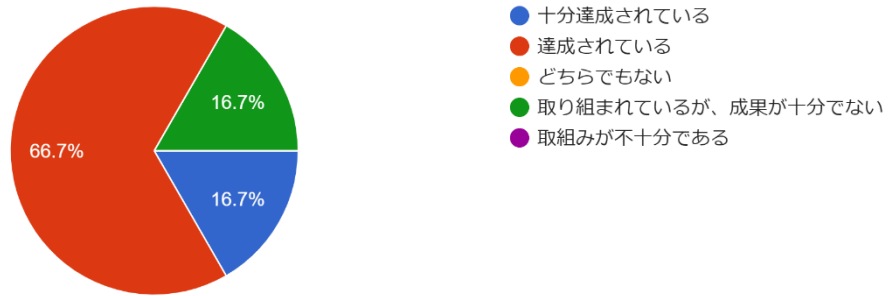 66.7%
16.7%
16.7%
十分達成されている
達成されている
どちらでもない
取り組まれているが、成果が十分でない
取組みが不十分である